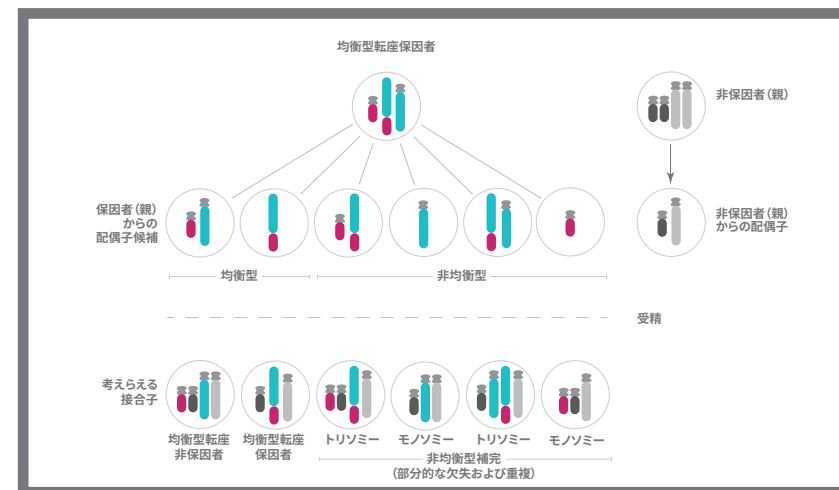 均衡型転座保因者
非保因者(親)
保因者(親)
からの
配偶子候補
非保因者(親)
からの配偶子
均衡型
非均衡型
受精
考えらえる
接合子
均衡型転座
非保因者
均衡型転座
保因者
トリソミー
モノソミー
トリソミー
モノソミー
非均衡型補完
(部分的な欠失および重複)